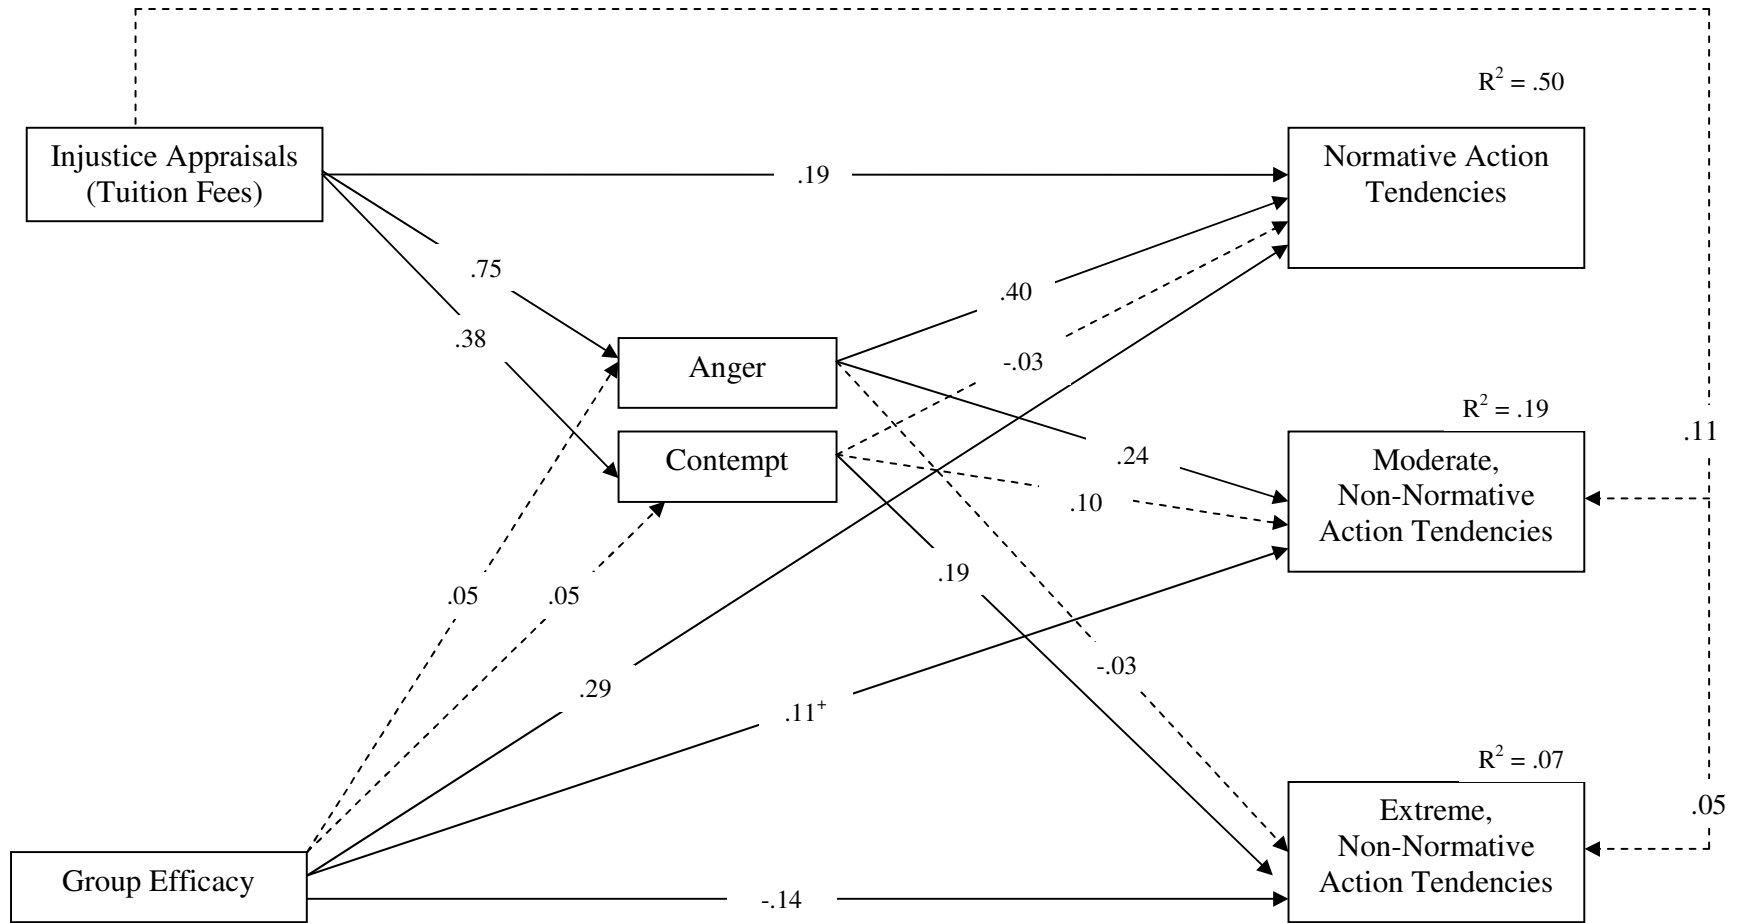 R² = .50
Injustice Appraisals
(Tuition Fees)
Normative Action
Tendencies
.19
.75
.40
.38
-.03
Anger
R² = .19
.11
Contempt
.24
Moderate,
Non-Normative
Action Tendencies
.10
.19
.05
.05
-.03
.29
.11⁺
R² = .07
.05
Extreme,
Non-Normative
Action Tendencies
Group Efficacy
-.14